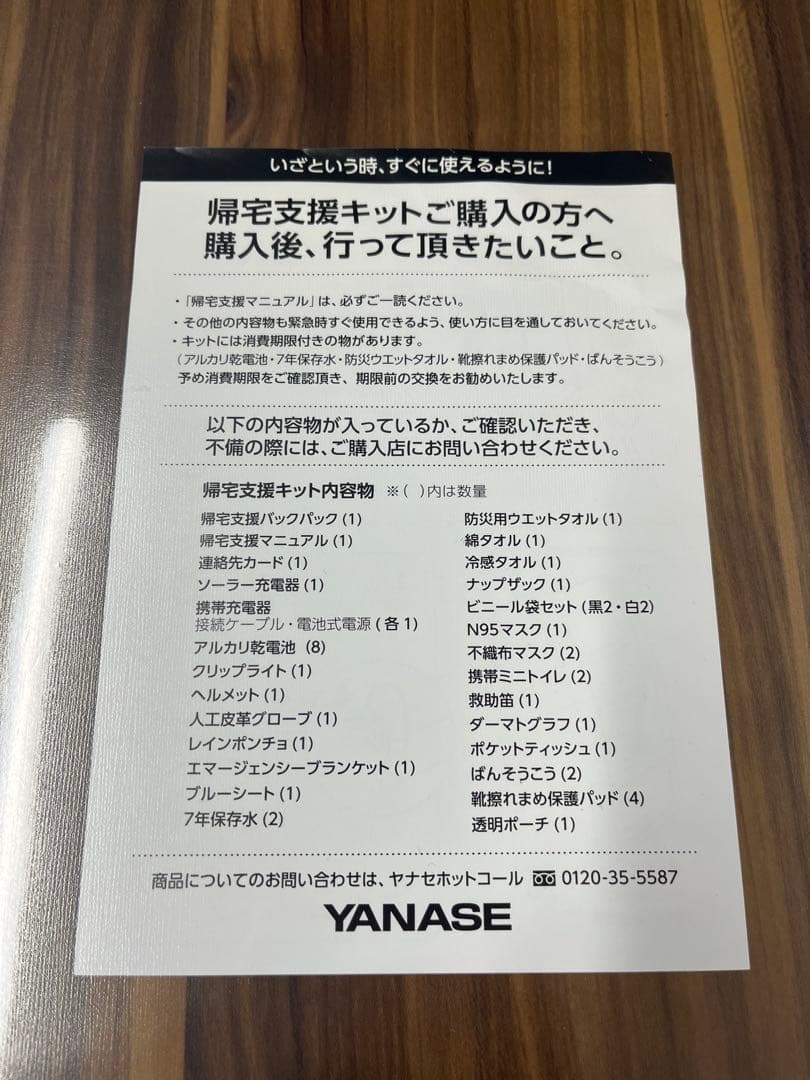 いざという時、すぐに使えるように!
帰宅支援キットご購入の方へ
購入後、行って頂きたいこと。
・「帰宅支援マニュアル」は、必ずご一読ください。
・その他の内容物も緊急時すぐ使用できるよう、使い方に目を通しておいてください。
・キットには消費期限付きの物があります。
(アルカリ乾電池・7年保存水・防災ウエットタオル・靴擦れまめ保護パッド・ばんそうこう)
予め消費期限をご確認頂き、期限前の交換をお勧めいたします。
以下の内容物が入っているか、ご確認いただき、
不備の際には、ご購入店にお問い合わせください。
帰宅支援キット内容物 ※( )内は数量
帰宅支援バックパック(1)
帰宅支援マニュアル(1)
連絡先カード(1)
ソーラー充電器(1)
携帯充電器
接続ケーブル・電池式電源(各1)
アルカリ乾電池(8)
クリップライト(1)
ヘルメット(1)
人工皮革グローブ(1)
レインポンチョ(1)
エマージェンシーブランケット(1)
ブルーシート(1)
7年保存水(2)
防災用ウエットタオル(1)
綿タオル(1)
冷感タオル(1)
ナップザック(1)
ビニール袋セット(黒2・白2)
N95マスク(1)
不織布マスク(2)
携帯ミニトイレ(2)
救助笛(1)
ダーマトグラフ(1)
ポケットティッシュ(1)
ばんそうこう(2)
靴擦れまめ保護パッド(4)
透明ポーチ(1)
商品についてのお問い合わせは、ヤナセホットコール 0120-35-5587
YANASE